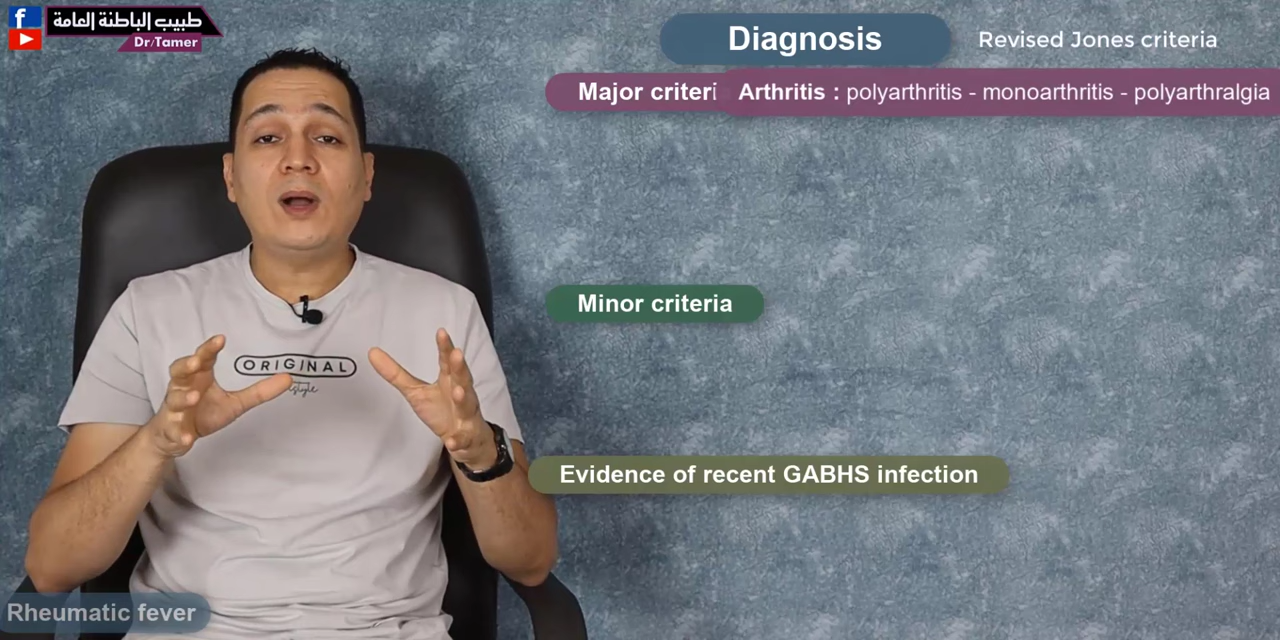 طبيب الباطنة العامة
Dr/Tamer
Diagnosis
Revised Jones criteria
Major criteri
Arthritis : polyarthritis - monoarthritis - polyarthralgia
ORIGINAL
Minor criteria
Evidence of recent GABHS infection
Rheumatic fever